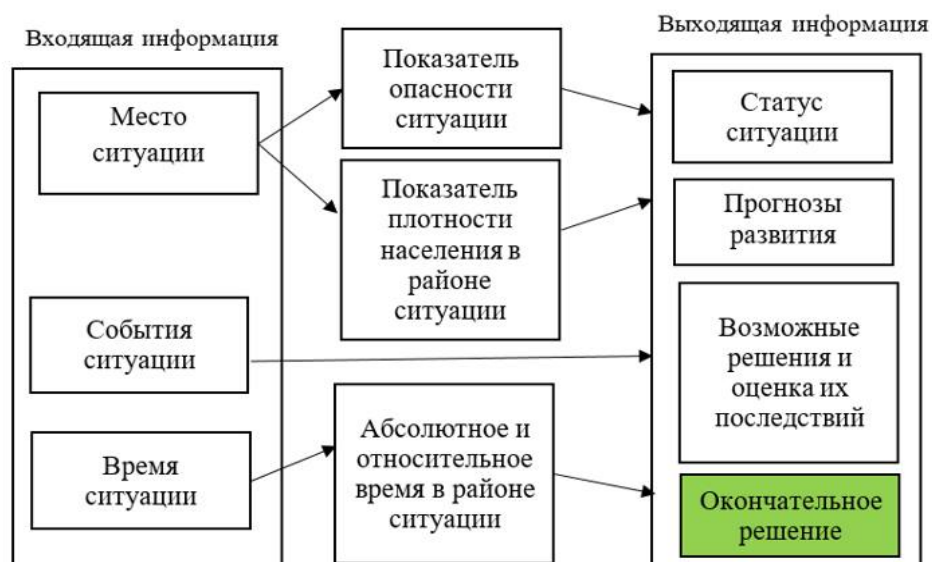 Входящая информация
Выходящая информация
Место
ситуации
Показатель
опасности
ситуации
Статус
ситуации
Показатель
плотности
населения в
районе
ситуации
Прогнозы
развития
События
ситуации
Возможные
решения и
оценка их
последствий
Время
ситуации
Абсолютное и
относительное
время в районе
ситуации
Окончательное
решение